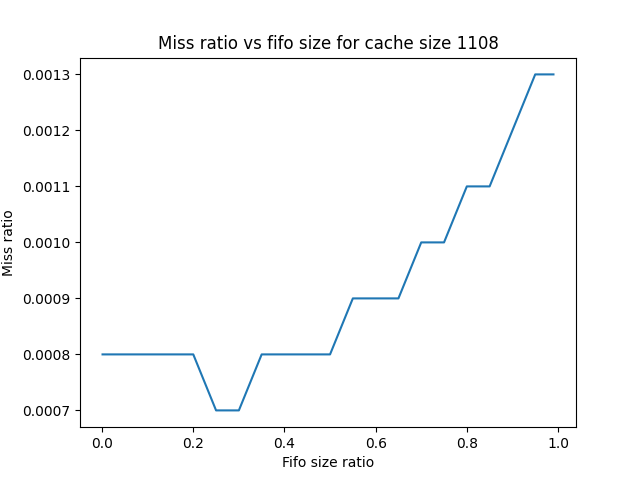 Miss ratio vs fifo size for cache size 1108
0.0013
0.0012
0.0011
0.0010
0.0009
0.0008
0.0007
Miss ratio
0.0 0.2 0.4 0.6 0.8 1.0
Fifo size ratio